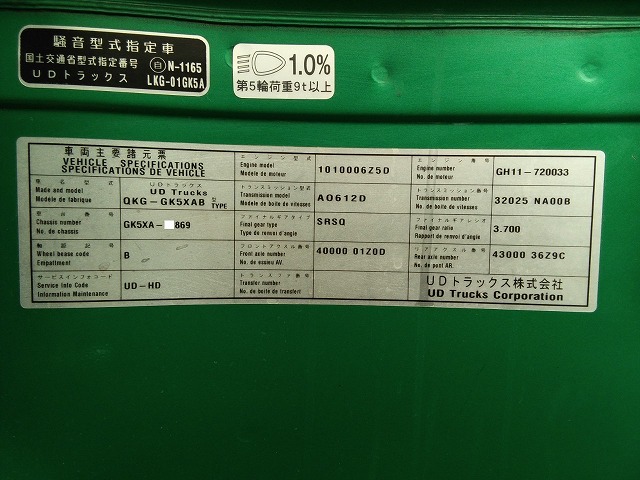 騒音型式指定車
国土交通省型式指定番号 自 N-1165
UDトラックス LKG-01GK5A
1.0%
第5輪荷重9t以上
車両主要諸元票
VEHICLE SPECIFICATIONS
SPECIFICATIONS DE VEHICLE
車名及び型式
Made and model
Modele de fabrique
UDトラックス
UD Trucks
QKG-GK5XAB 型 TYPE
車台番号
Chassis number
No. de chassis
GK5XA- 869
軸距記号
Wheel bease code
Empattement
B
サービスインフォコード
Service Info Code
Information Maintenance
UD-HD
エンジン型式
Engine model
Modele de moteur
1010006Z5D
トランスミッション型式
Transmission model
Modele de boite de vitesses
AO612D
ファイナルギアタイプ
Final gear type
Type de renvoi d'angle
SRSQ
フロントアクスル番号
Front axle number
No. de essieu AV.
40000 01Z0D
トランスファ番号
Transfer number
No. de boite de transfert
エンジン番号
Engine number
No. de moteur
GH11-720033
トランスミッション番号
Transmission number
No. de boite de vitesses
32025 NA00B
ファイナルギアレシオ
Final gear ratio
Rapport de renvoi d'angle
3.700
リアアクスル番号
Rear axle number
No. de pont AR.
43000 36Z9C
UDトラックス株式会社
UD Trucks Corporation